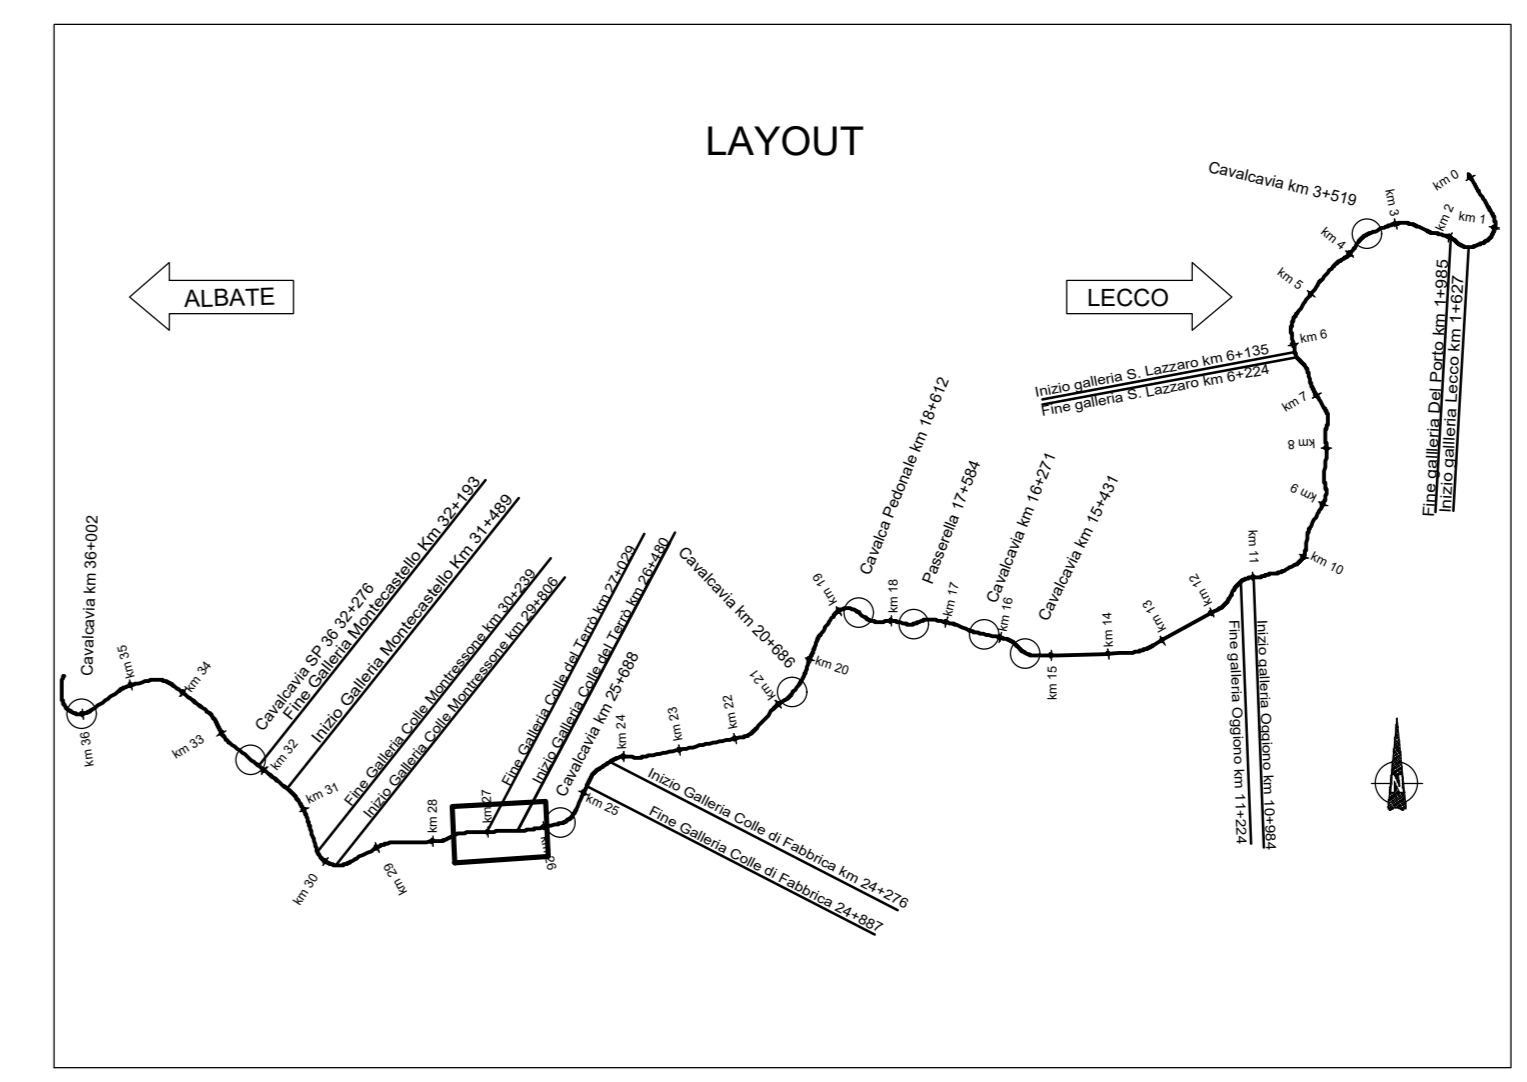 LAYOUT
ALBATE
LECCO
km 0
km 1
km 2
Fine gallleria Del Porto km 1+985
Inizio gallleria Lecco km 1+627
km 3
Cavalcavia km 3+519
km 4
km 5
km 6
Inizio galleria S. Lazzaro km 6+135
Fine galleria S. Lazzaro km 6+224
km 7
km 8
km 9
km 10
km 11
Inizio galleria Oggiono km 10+984
Fine galleria Oggiono km 11+224
km 12
km 13
km 14
km 15
Cavalcavia km 15+431
km 16
Cavalcavia km 16+271
km 17
Passerella 17+584
km 18
Cavalca Pedonale km 18+612
km 19
km 20
Cavalcavia km 20+686
km 21
km 22
km 23
km 24
Inizio Galleria Colle di Fabbrica km 24+276
Fine Galleria Colle di Fabbrica 24+887
km 25
Cavalcavia km 25+688
km 26
Inizio Galleria Colle del Terrò km 26+480
Fine Galleria Colle del Terrò km 27+029
km 27
km 28
km 29
Inizio Galleria Colle Montressone km 29+806
Fine Galleria Colle Montressone km 30+239
km 30
km 31
Inizio Galleria Montecastello Km 31+489
Fine Galleria Montecastello Km 32+193
Cavalcavia SP36 32+276
km 32
km 33
km 34
km 35
Cavalcavia km 36+002
km 36
N